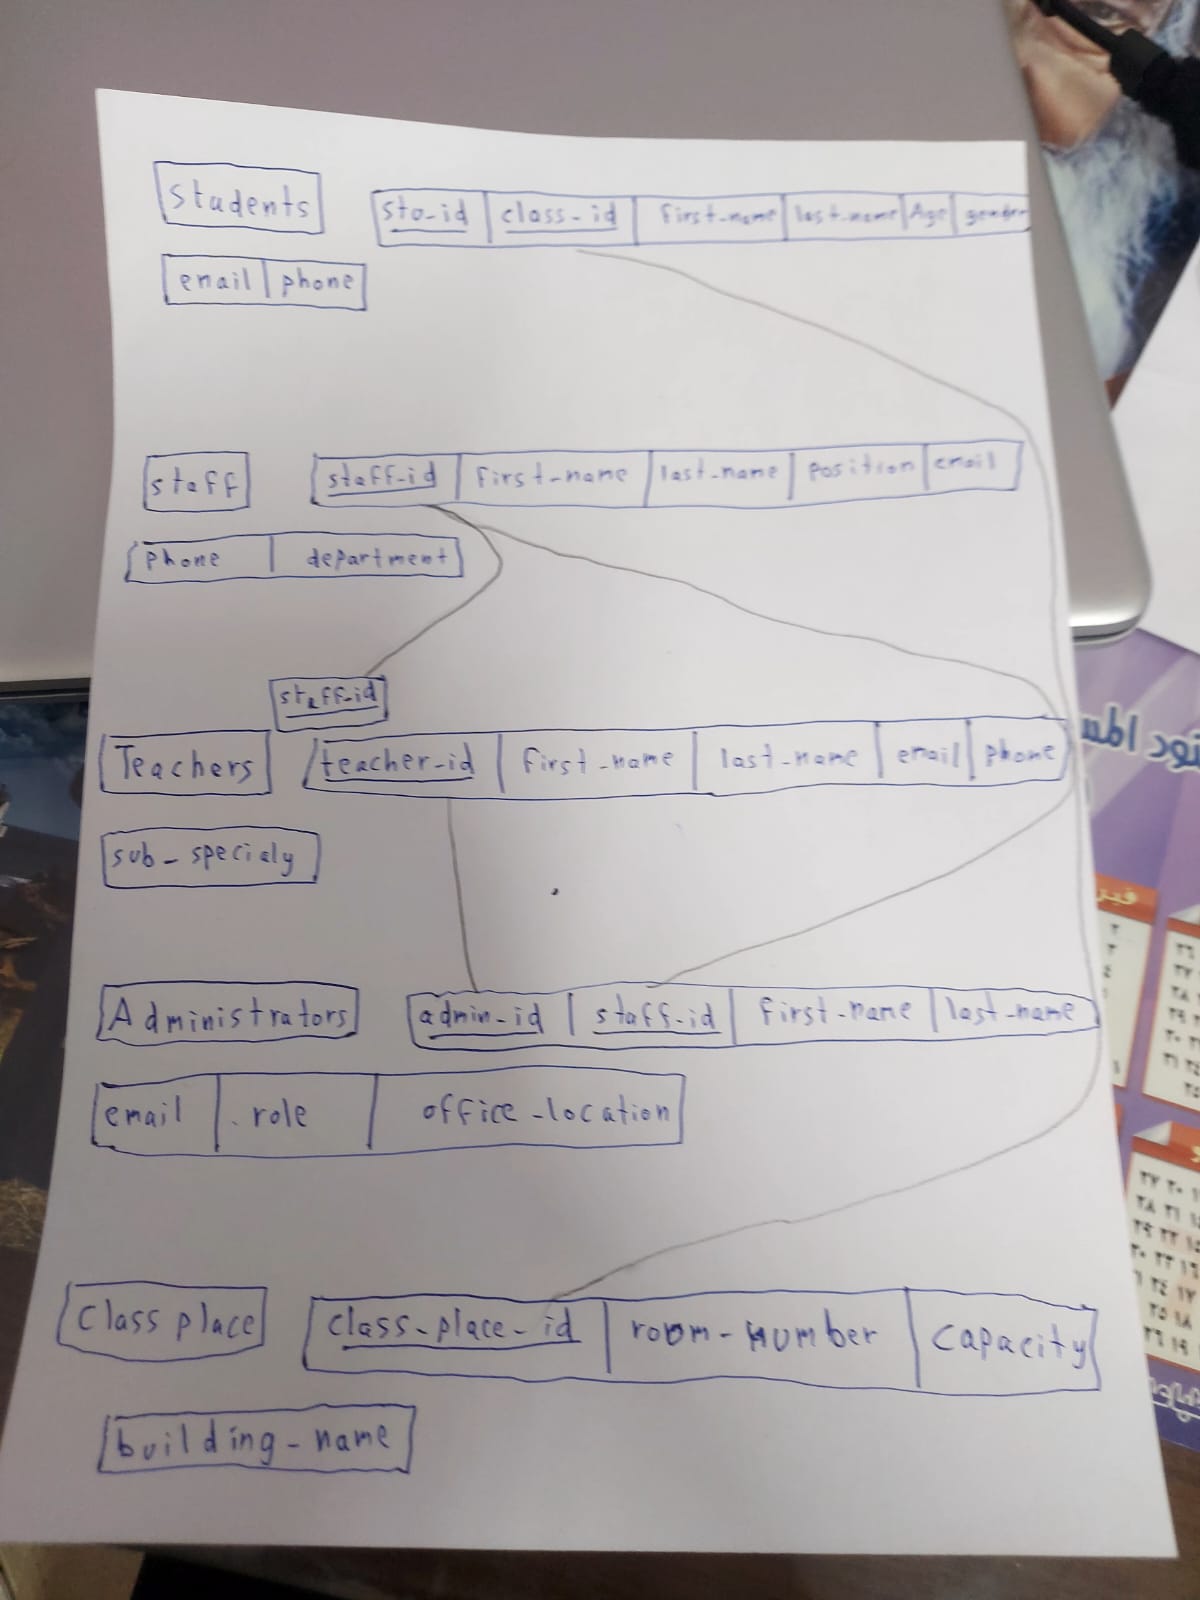 Students sto-id class-id first-name last-name Age gender
email phone
staff staff-id first-name last-name position email
phone department
staff-id
Teachers teacher-id first-name last-name email phone
sub-specialy
Administrators admin-id staff-id first-name last-name
email role office-location
Class place class-place-id room-number capacity
building-name